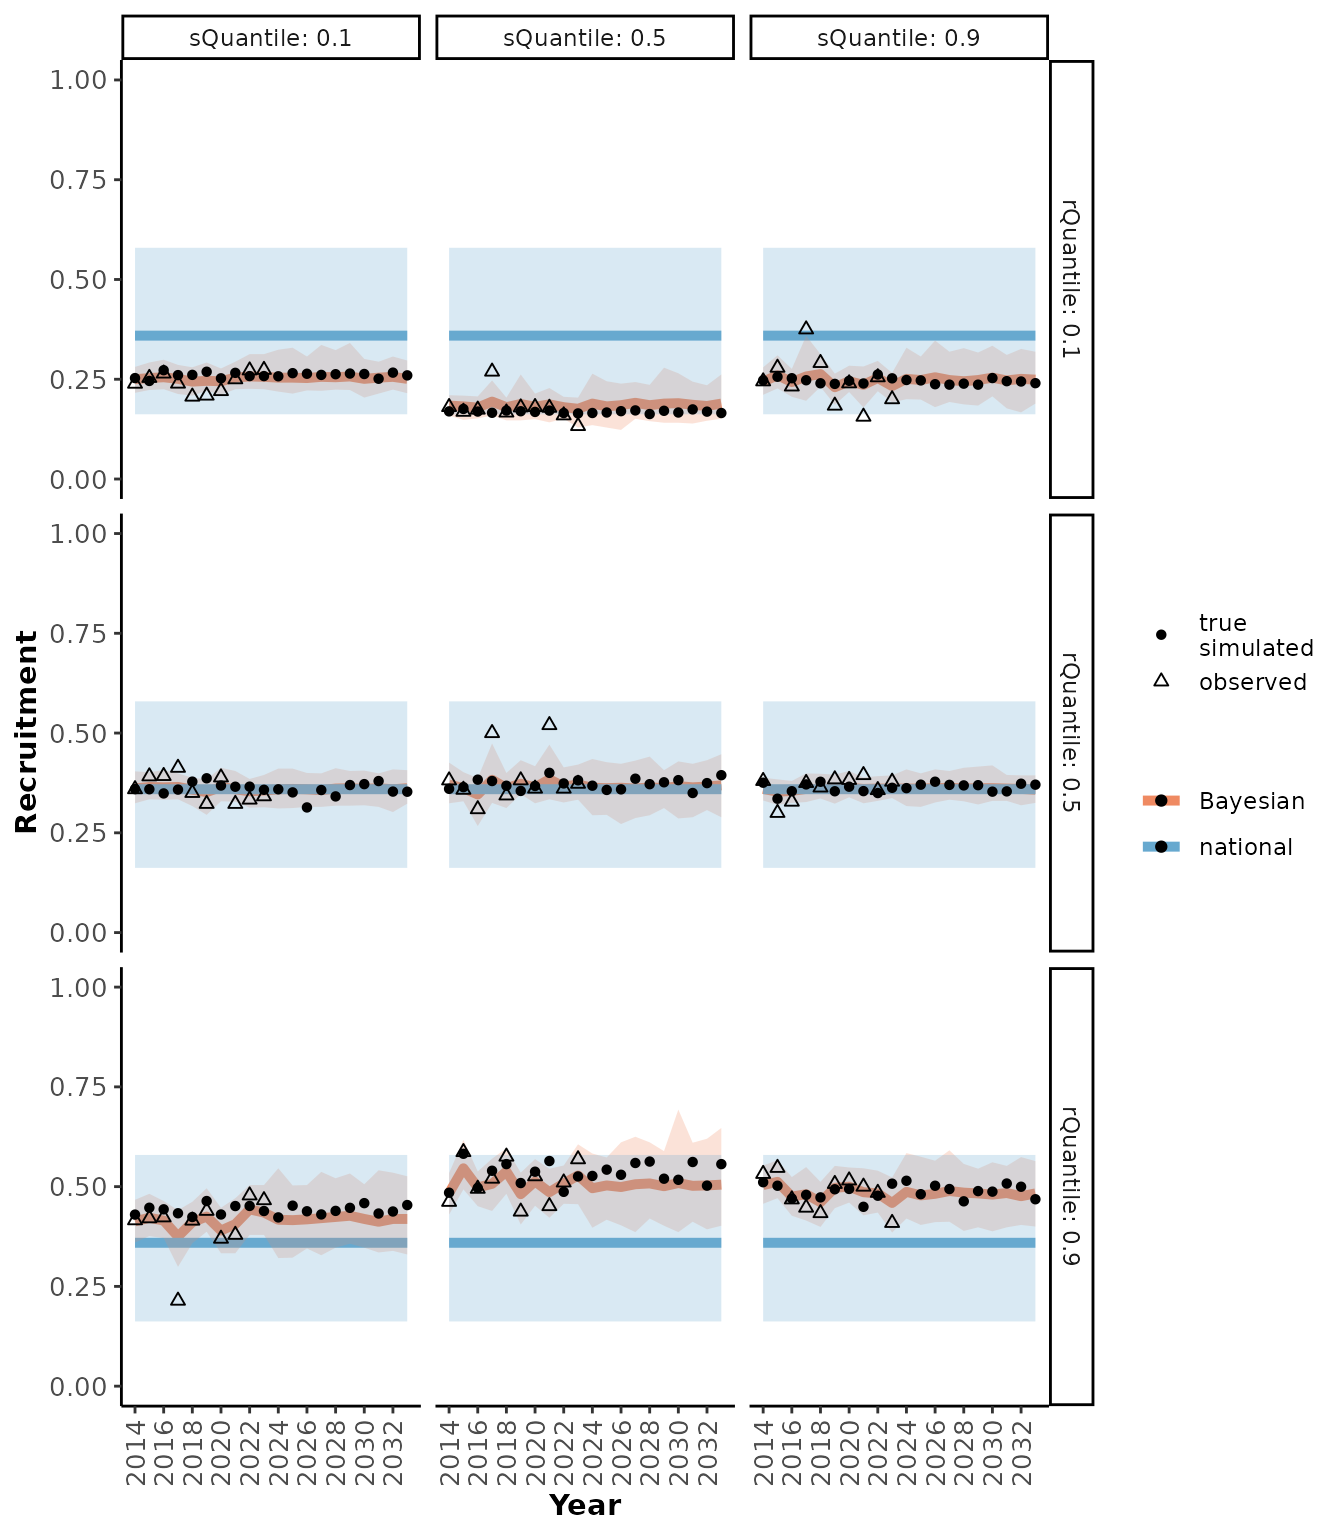 sQuantile: 0.1
sQuantile: 0.5
sQuantile: 0.9
1.00
0.75
0.50
0.25
0.00
rQuantile: 0.1
1.00
0.75
0.50
0.25
0.00
rQuantile: 0.5
1.00
0.75
0.50
0.25
0.00
rQuantile: 0.9
Recruitment
2014 2016 2018 2020 2022 2024 2026 2028 2030 2032
2014 2016 2018 2020 2022 2024 2026 2028 2030 2032
2014 2016 2018 2020 2022 2024 2026 2028 2030 2032
Year
true
simulated
observed
Bayesian
national